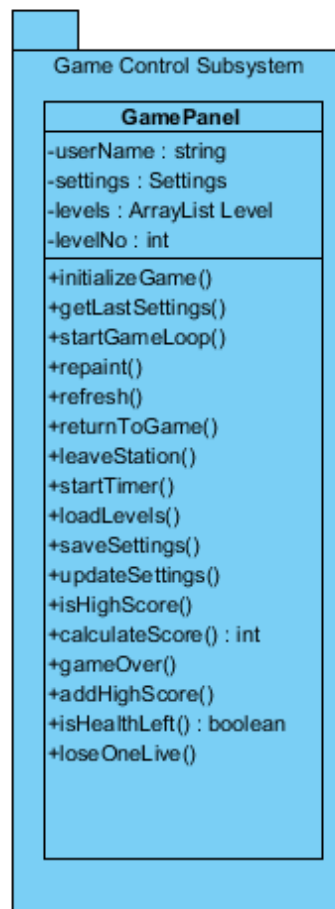 Game Control Subsystem
GamePanel
-userName : string
-settings : Settings
-levels : ArrayList Level
-levelNo : int
+initializeGame()
+getLastSettings()
+startGameLoop()
+repaint()
+refresh()
+returnToGame()
+leaveStation()
+startTimer()
+loadLevels()
+saveSettings()
+updateSettings()
+isHighScore()
+calculateScore() : int
+gameOver()
+addHighScore()
+isHealthLeft() : boolean
+loseOneLive()